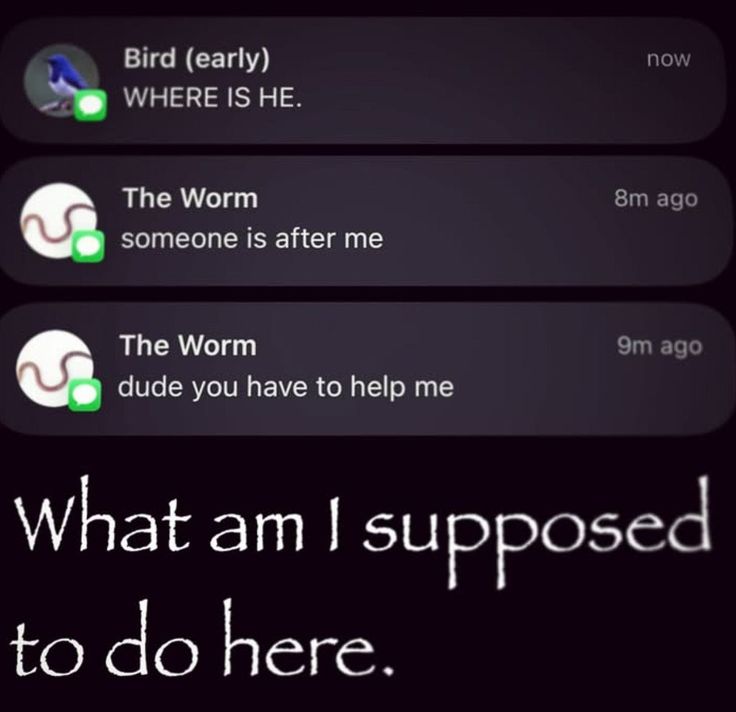 Bird (early)
now
WHERE IS HE.
The Worm
8m ago
someone is after me
The Worm
9m ago
dude you have to help me
What am I supposed
to do here.